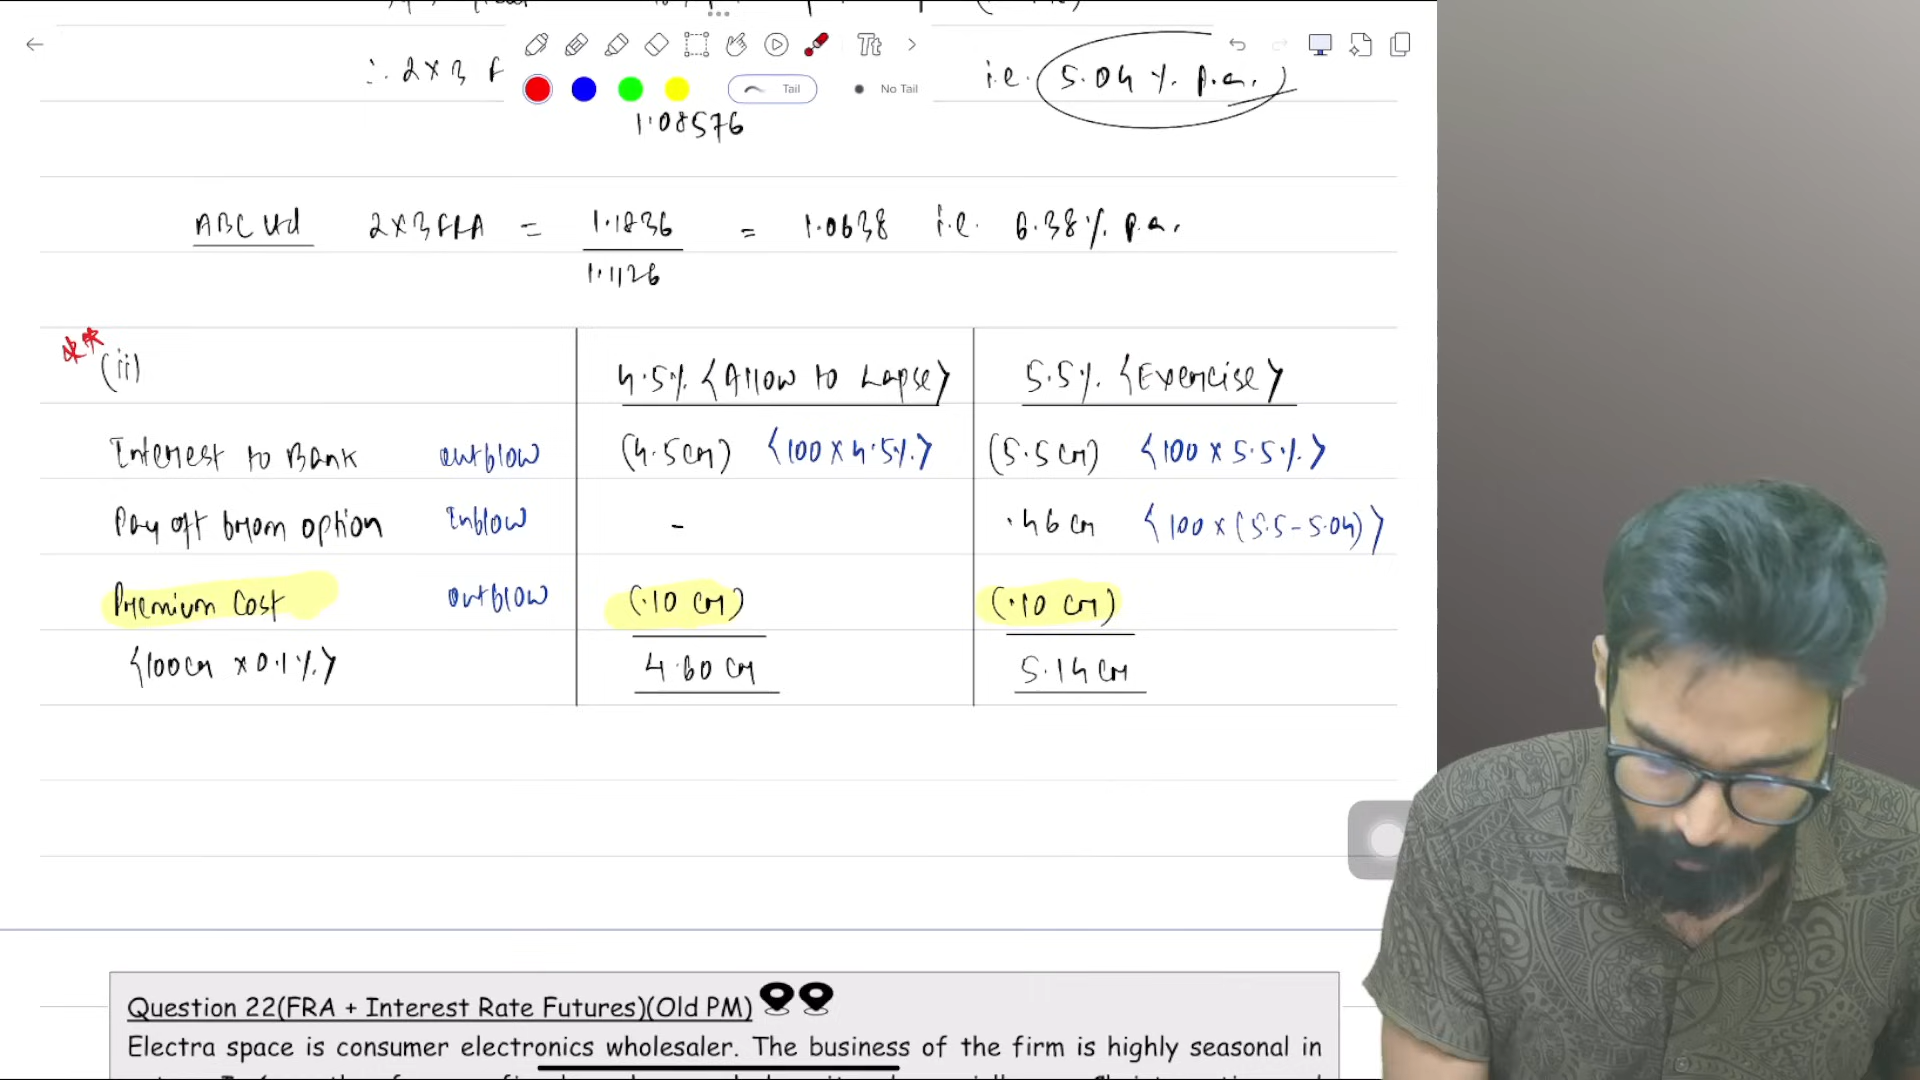 ∴ 2×3 F
Tail
No Tail
i.e. 5.04 % p.a.
1.08576
ABC Ltd 2×3 FRA = 1.1836 / 1.1126 = 1.0638 i.e. 6.38% p.a.
(ii) 4.5% {Allow to Lapse} 5.5% {Exercise}
Interest to Bank outflow (4.5cr) {100 × 4.5%} (5.5cr) {100 × 5.5%}
Pay off from option Inflow - .46 cr {100 × (5.5 - 5.04)}
Premium Cost outflow (.10 cr) (.10 cr)
{100cr × 0.1%} 4.60 cr 5.14 cr
Question 22(FRA + Interest Rate Futures)(Old PM)
Electra space is consumer electronics wholesaler. The business of the firm is highly seasonal in